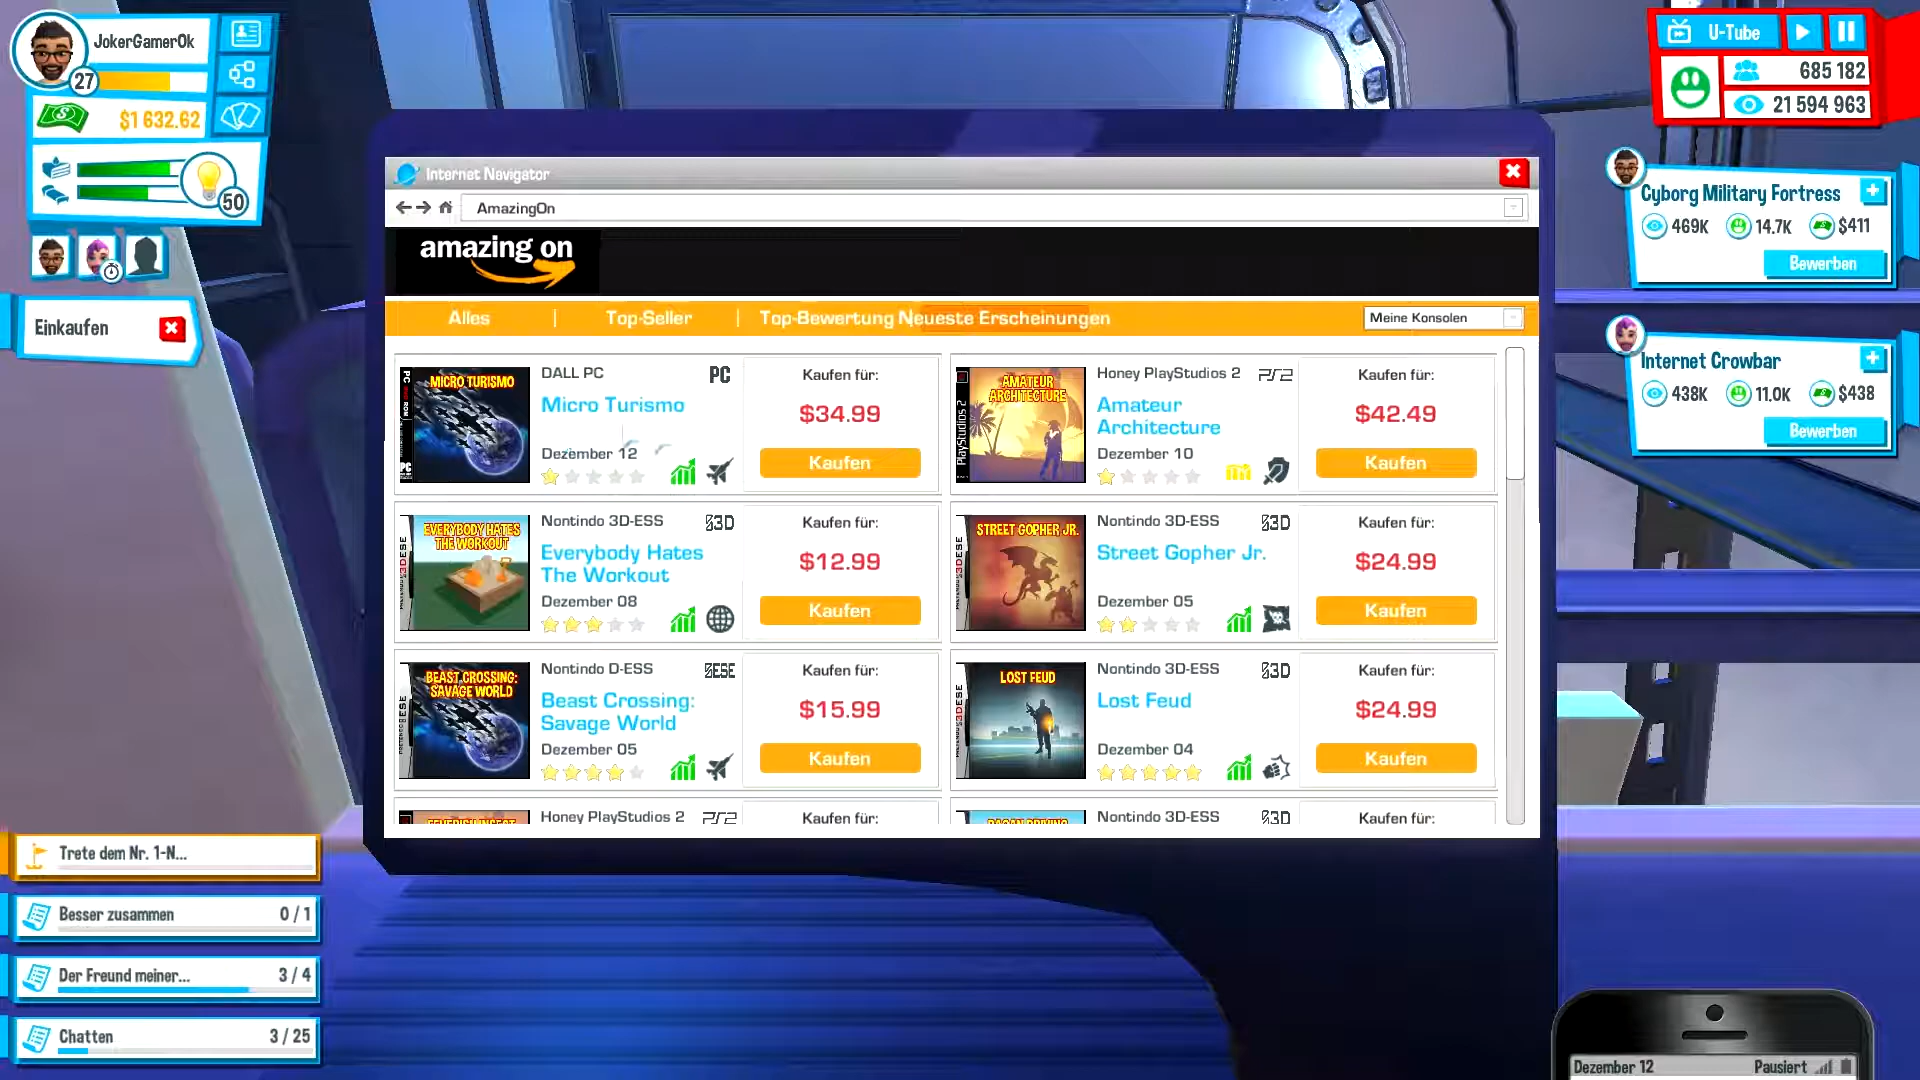 JokerGamerOk
27
$1 632.62
50
Einkaufen
Trete dem Nr. 1-N...
Besser zusammen 0 / 1
Der Freund meiner... 3 / 4
Chatten 3 / 25
Internet Navigator
AmazingOn
amazing on
Alles | Top-Seller | Top-Bewertung Neueste Erscheinungen
Meine Konsolen
MICRO TURISMO
DALL PC PC
Micro Turismo
Dezember 12
Kaufen für:
$34.99
Kaufen
AMATEUR
ARCHITECTURE
PlayStudios 2
Honey PlayStudios 2 PS2
Amateur
Architecture
Dezember 10
Kaufen für:
$42.49
Kaufen
EVERYBODY HATES
THE WORKOUT
Nontindo 3D-ESS
Everybody Hates
The Workout
Dezember 08
Kaufen für:
$12.99
Kaufen
STREET GOPHER JR.
Nontindo 3D-ESS
Street Gopher Jr.
Dezember 05
Kaufen für:
$24.99
Kaufen
BEAST CROSSING:
SAVAGE WORLD
Nontindo D-ESS
Beast Crossing:
Savage World
Dezember 05
Kaufen für:
$15.99
Kaufen
LOST FEUD
Nontindo 3D-ESS
Lost Feud
Dezember 04
Kaufen für:
$24.99
Kaufen
Honey PlayStudios 2
Kaufen für:
Nontindo 3D-ESS
Kaufen für:
U-Tube
685 182
21 594 963
Cyborg Military Fortress
469K 14.7K $411
Bewerben
Internet Crowbar
438K 11.0K $438
Bewerben
Dezember 12 Pausiert